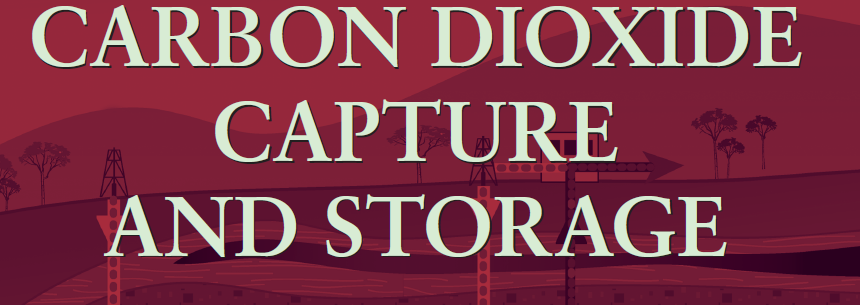 CARBON DIOXIDE
CAPTURE
AND STORAGE